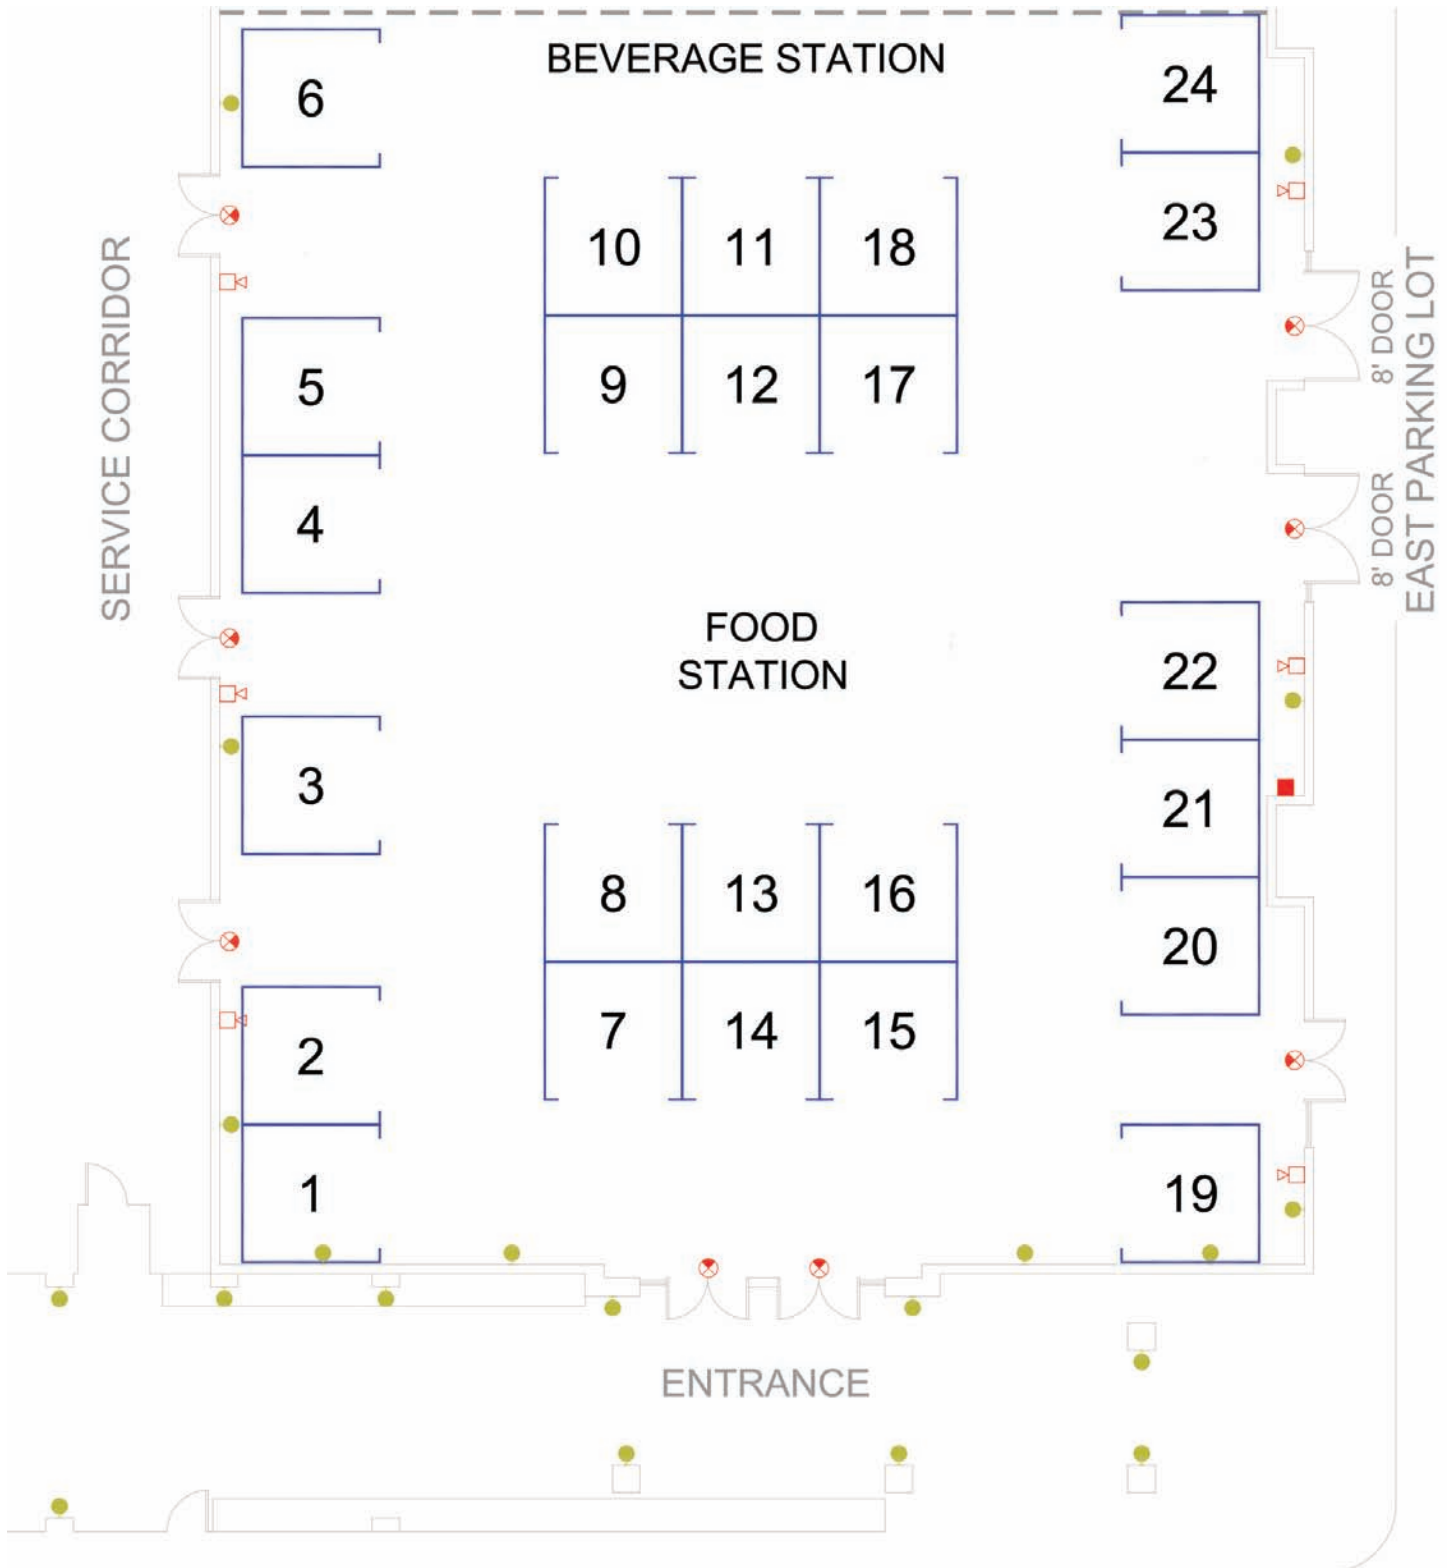 BEVERAGE STATION
6
24
23
10 11 18
9 12 17
5
4
SERVICE CORRIDOR
8' DOOR
8' DOOR
EAST PARKING LOT
FOOD
STATION
22
21
20
3
8 13 16
7 14 15
2
1
19
ENTRANCE